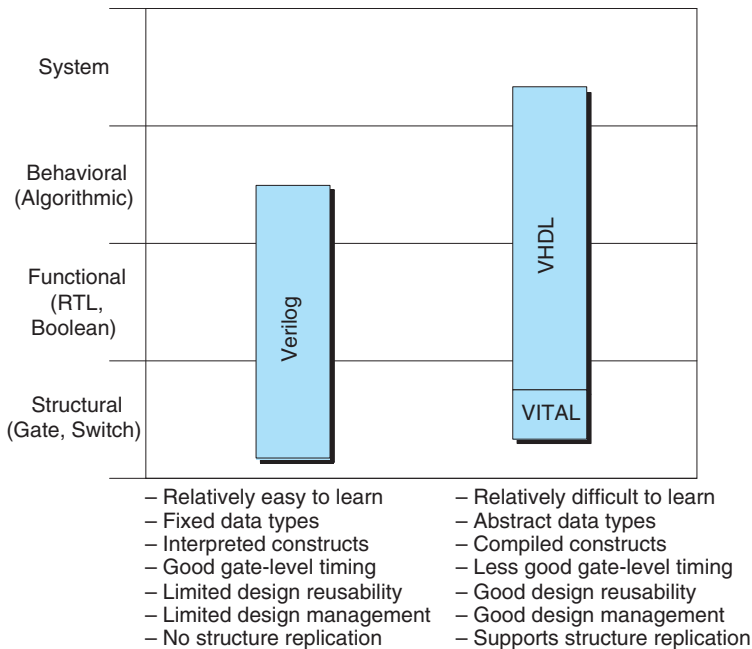 System
Behavioral
(Algorithmic)
Functional
(RTL,
Boolean)
Structural
(Gate, Switch)
Verilog
VHDL
VITAL
– Relatively easy to learn
– Fixed data types
– Interpreted constructs
– Good gate-level timing
– Limited design reusability
– Limited design management
– No structure replication
– Relatively difficult to learn
– Abstract data types
– Compiled constructs
– Less good gate-level timing
– Good design reusability
– Good design management
– Supports structure replication